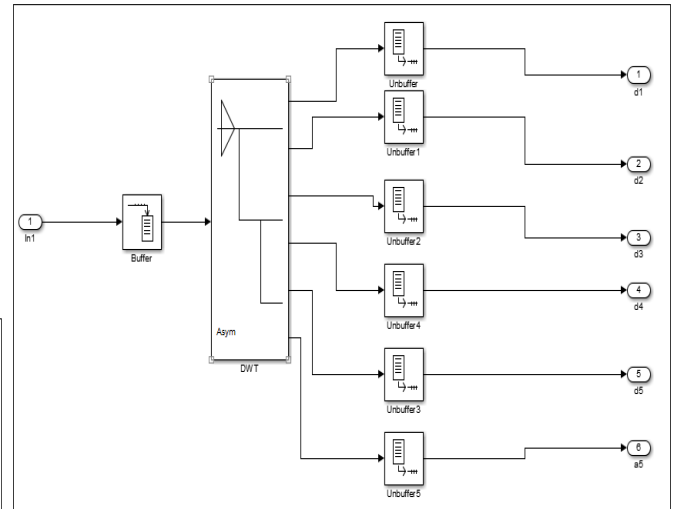 1
In1
Buffer
Asym
DWT
Unbuffer
1
d1
Unbuffer1
2
d2
Unbuffer2
3
d3
Unbuffer4
4
d4
Unbuffer3
5
d5
Unbuffer5
6
a5